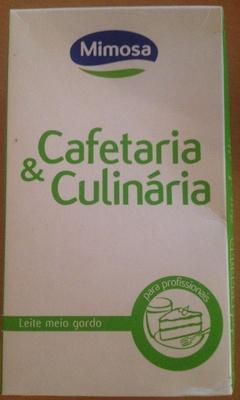 Mimosa
Cafetaria
& Culinária
para profissionais
Leite meio gordo